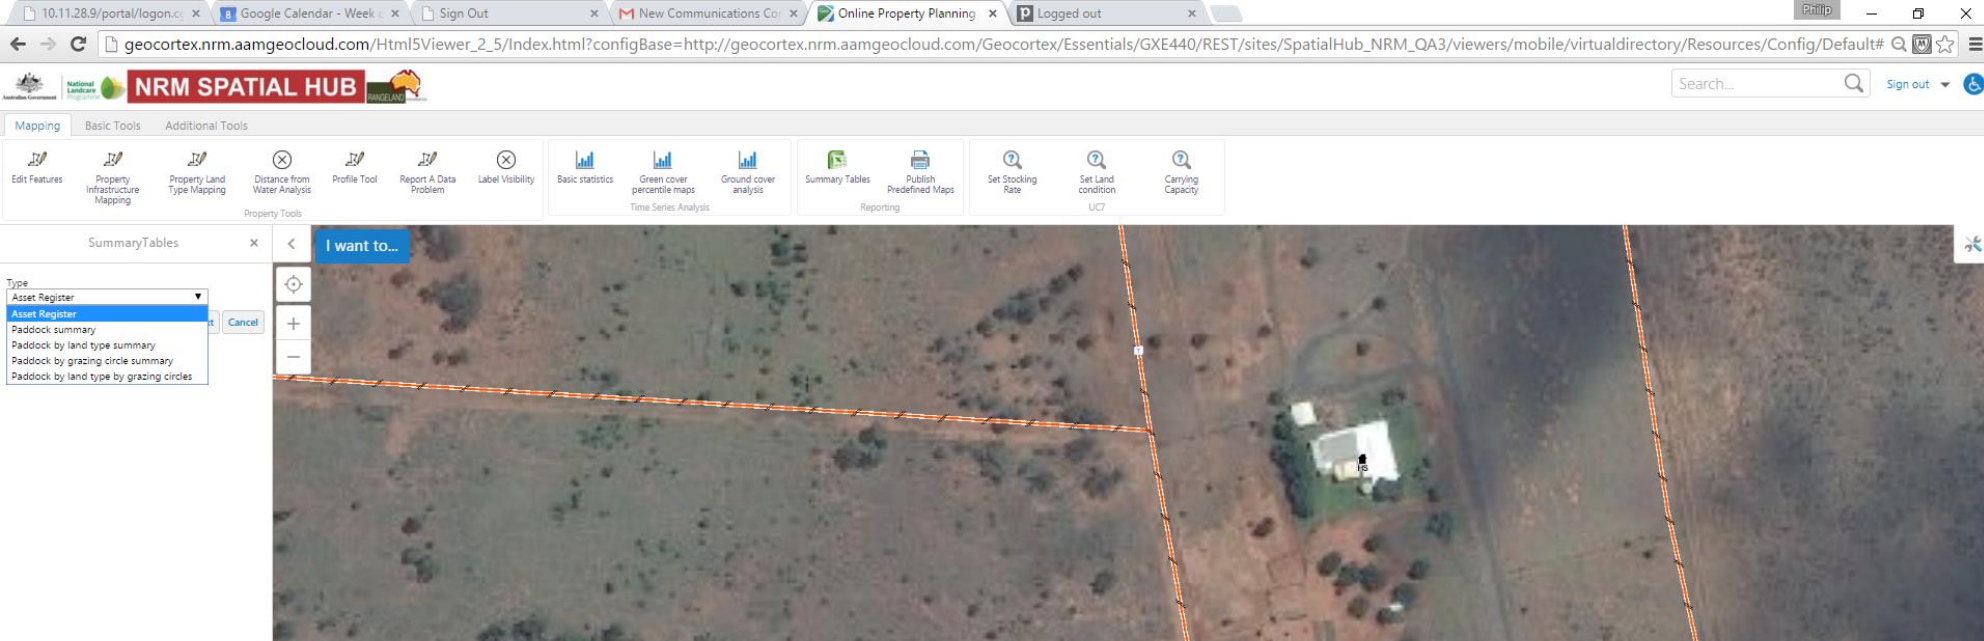 10.11.28.9/portal/logon.c
Google Calendar - Week
Sign Out
New Communications Co
Online Property Planning
Logged out
Philip
geocortex.nrm.aamgeocloud.com/Html5Viewer_2_5/Index.html?configBase=http://geocortex.nrm.aamgeocloud.com/Geocortex/Essentials/GXE440/REST/sites/SpatialHub_NRM_QA3/viewers/mobile/virtualdirectory/Resources/Config/Default#
Australian Government
National
Landcare
Programme
NRM SPATIAL HUB
RANGELAND
Search...
Sign out
Mapping
Basic Tools
Additional Tools
Edit Features
Property
Infrastructure
Mapping
Property Land
Type Mapping
Distance from
Water Analysis
Profile Tool
Report A Data
Problem
Label Visibility
Property Tools
Basic statistics
Green cover
percentile maps
Ground cover
analysis
Time Series Analysis
Summary Tables
Publish
Predefined Maps
Reporting
Set Stocking
Rate
Set Land
condition
Carrying
Capacity
UC7
SummaryTables
I want to...
Type
Asset Register
Asset Register
Paddock summary
Paddock by land type summary
Paddock by grazing circle summary
Paddock by land type by grazing circles
Cancel
HS